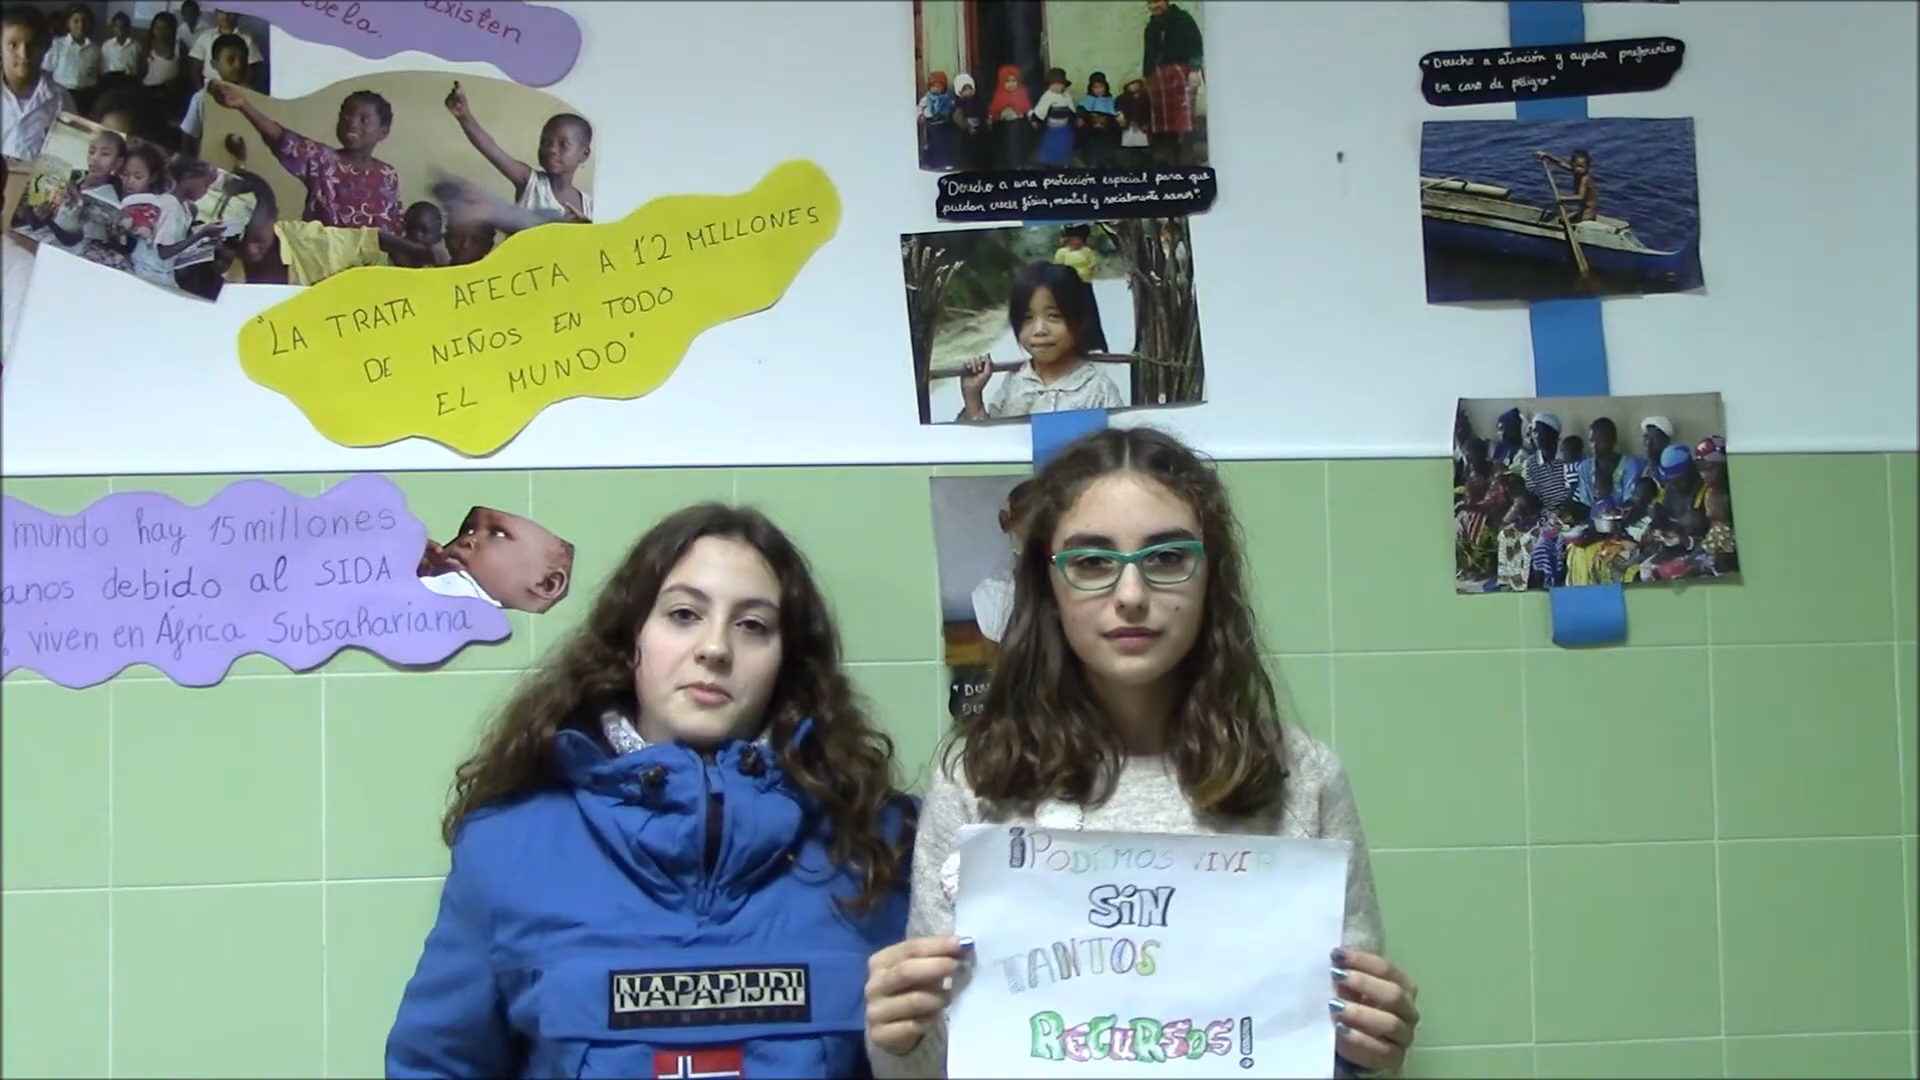 existen
uela.
"LA TRATA AFECTA A 1'2 MILLONES
DE NIÑOS EN TODO
EL MUNDO"
mundo hay 15 millones
anos debido al SIDA
viven en África Subsahariana
"Derecho a una protección especial para que
puedan crecer física, mental y socialmente sanos".
"Derecho a atención y ayuda preferentes
en caso de peligro"
NAPAPIJRI
¡PODEMOS VIVIR
SIN
TANTOS
RECURSOS!